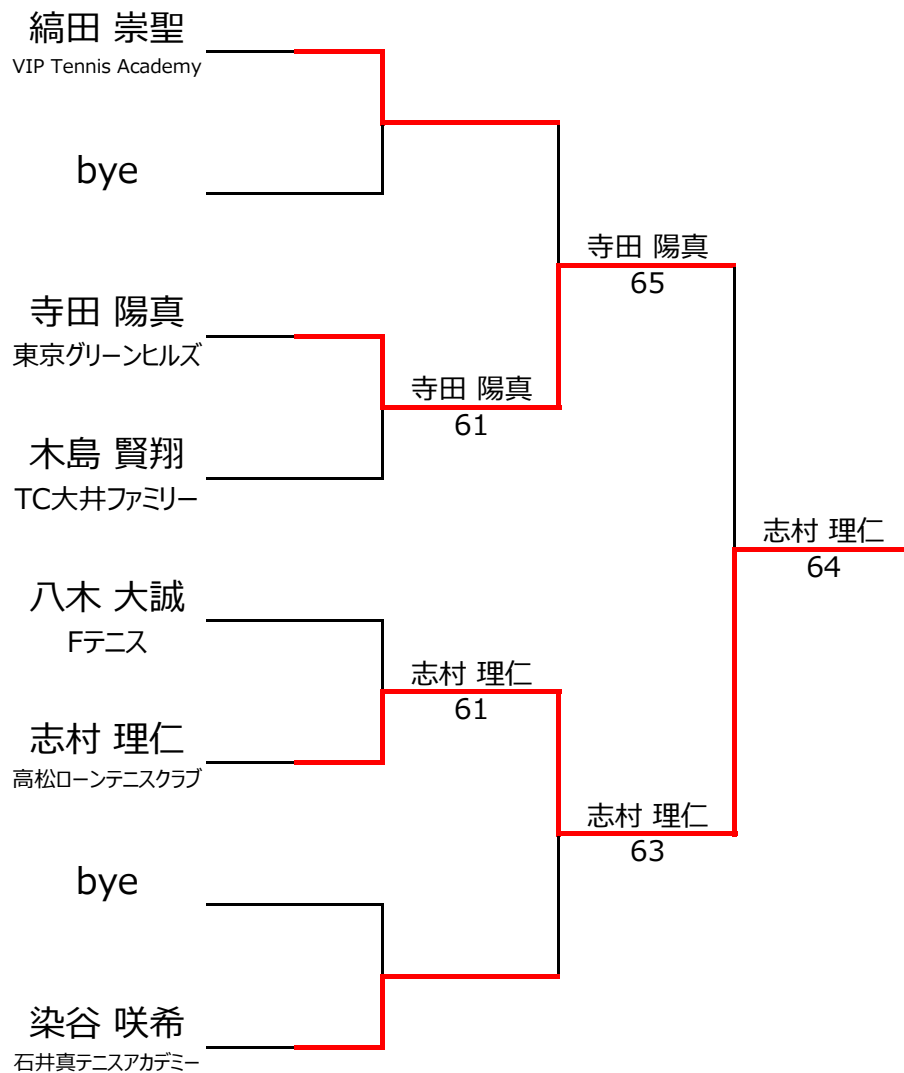 縞田 崇聖
VIP Tennis Academy
bye
寺田 陽真
65
寺田 陽真
東京グリーンヒルズ
寺田 陽真
61
木島 賢翔
TC大井ファミリー
志村 理仁
64
八木 大誠
Fテニス
志村 理仁
61
志村 理仁
高松ローンテニスクラブ
志村 理仁
63
bye
染谷 咲希
石井真テニスアカデミー